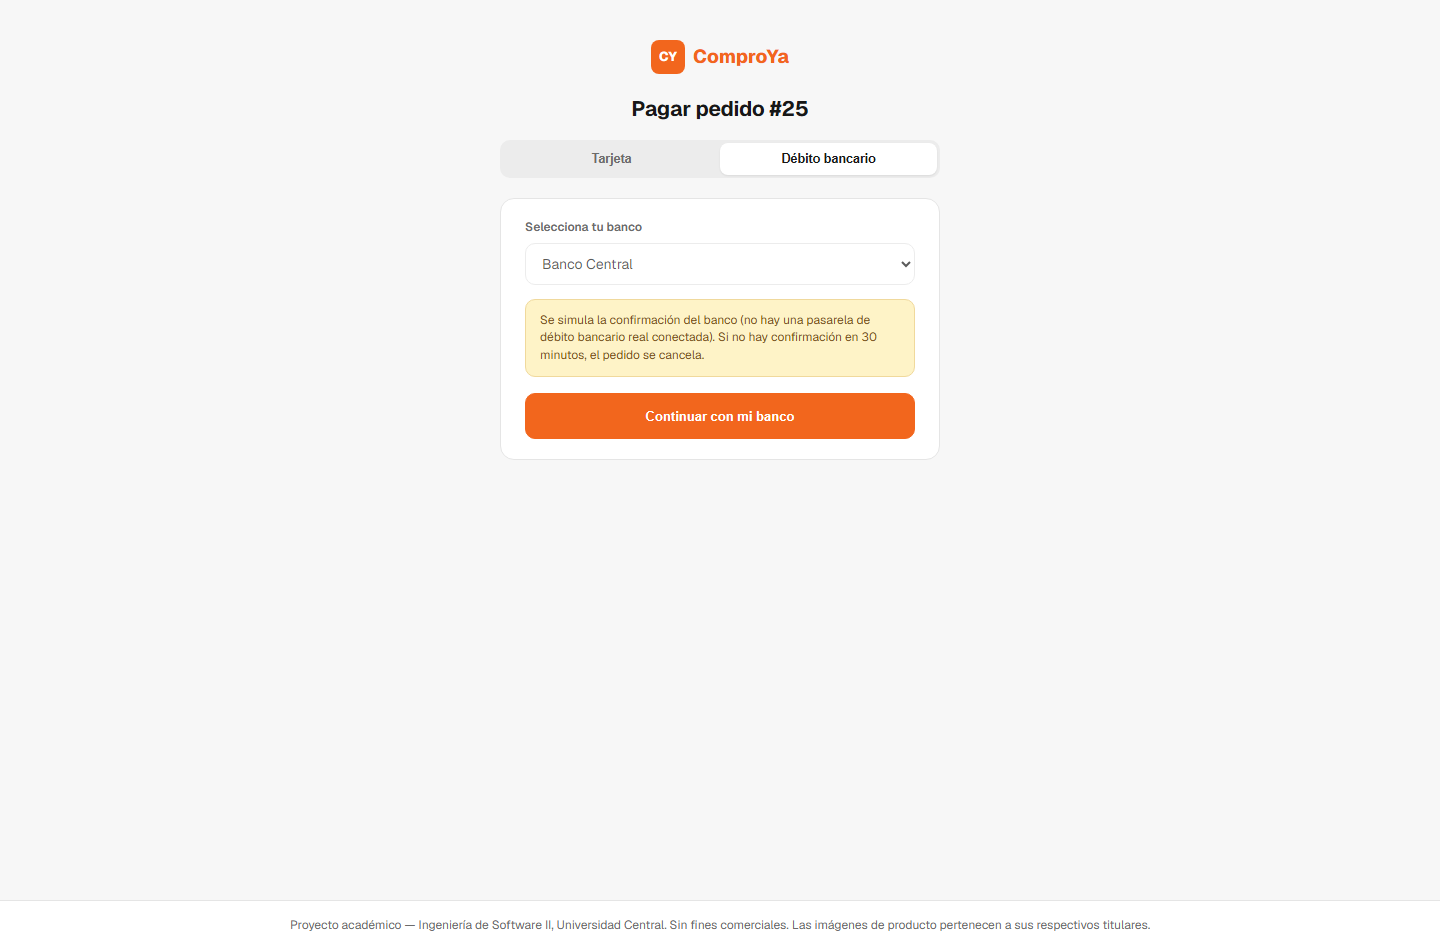 CY ComproYa
Pagar pedido #25
Tarjeta
Débito bancario
Selecciona tu banco
Banco Central
Se simula la confirmación del banco (no hay una pasarela de
débito bancario real conectada). Si no hay confirmación en 30
minutos, el pedido se cancela.
Continuar con mi banco
Proyecto académico — Ingeniería de Software II, Universidad Central. Sin fines comerciales. Las imágenes de producto pertenecen a sus respectivos titulares.